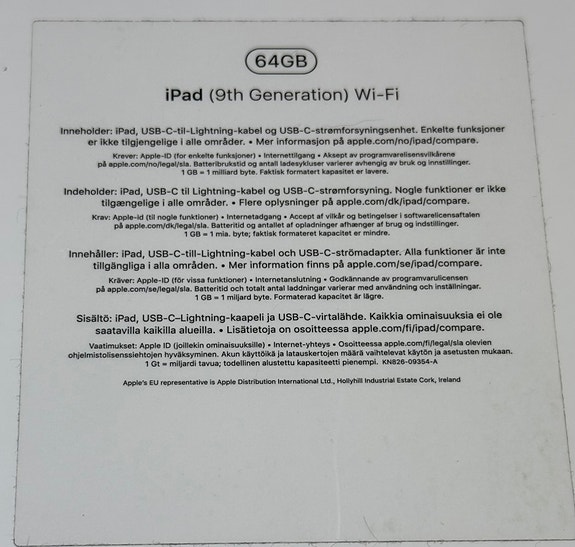 64GB
iPad (9th Generation) Wi-Fi
Inneholder: iPad, USB-C-til-Lightning-kabel og USB-C-strømforsyningsenhet. Enkelte funksjoner
er ikke tilgjengelige i alle områder. • Mer informasjon på apple.com/no/ipad/compare.
Krever: Apple-ID (for enkelte funksjoner) • Internettilgang • Aksept av programvarelisensvilkårene
på apple.com/no/legal/sla. Batteribrukstid og antall ladesykluser varierer avhengig av bruk og innstillinger.
1 GB = 1 milliard byte. Faktisk formatert kapasitet er lavere.
Indeholder: iPad, USB-C til Lightning-kabel og USB-C-strømforsyning. Nogle funktioner er ikke
tilgængelige i alle områder. • Flere oplysninger på apple.com/dk/ipad/compare.
Krav: Apple-id (til nogle funktioner) • Internetadgang • Accept af vilkår og betingelser i softwarelicensaftalen
på apple.com/dk/legal/sla. Batteritid og antallet af opladninger afhænger af brug og indstillinger.
1 GB = 1 mia. byte; faktisk formateret kapacitet er mindre.
Innehåller: iPad, USB-C-till-Lightning-kabel och USB-C-strömadapter. Alla funktioner är inte
tillgängliga i alla områden. • Mer information finns på apple.com/se/ipad/compare.
Kräver: Apple-ID (för vissa funktioner) • Internetanslutning • Godkännande av programvarulicensen
på apple.com/se/legal/sla. Batteritid och totalt antal laddningar varierar med användning och inställningar.
1 GB = 1 miljard byte. Formaterad kapacitet är lägre.
Sisältö: iPad, USB-C–Lightning-kaapeli ja USB-C-virtalähde. Kaikkia ominaisuuksia ei ole
saatavilla kaikilla alueilla. • Lisätietoja on osoitteessa apple.com/fi/ipad/compare.
Vaatimukset: Apple ID (joillekin ominaisuuksille) • Internet-yhteys • Osoitteessa apple.com/fi/legal/sla olevien
ohjelmistolisenssiehtojen hyväksyminen. Akun käyttöikä ja latauskertojen määrä vaihtelevat käytön ja asetusten mukaan.
1 Gt = miljardi tavua; todellinen alustettu kapasiteetti pienempi. KN826-09354-A
Apple's EU representative is Apple Distribution International Ltd., Hollyhill Industrial Estate Cork, Ireland